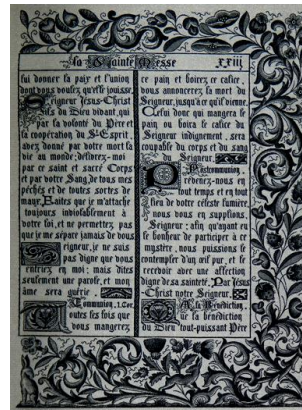 La Sainte Messe
xxiij
lui donner la paix et l'union
dont vous voulez qu'elle jouisse.
Seigneur Jesus-Christ
fils du Dieu vivant, qui
par la volonté du Père et
la coopération du St-Esprit,
avez donné par votre mort la
vie au monde: delivrez-moi
par ce saint et sacré Corps
et par votre Sang de tous mes
péchés et de toutes sortes de
maux. Faites que je m'attache
toujours inviolablement à
votre loi, et ne permettez pas
que je me sépare jamais de vous
Seigneur, je ne suis
pas digne que vous
entriez en moi; mais dites
seulement une parole, et mon
âme sera guérie.
Communion. 1.Cor.
outes les fois que
vous mangerez
ce pain et boirez ce calice,
vous annoncerez la mort du
Seigneur, jusqu'à ce qu'il vienne.
Celui donc qui mangera ce
pain ou boira le calice du
Seigneur indignement, sera
coupable du corps et du sang
du Seigneur.
Postcommunion.
Prévenez-nous en
tout temps et en tout
lieu de votre céleste lumière,
nous vous en supplions,
Seigneur; afin qu'ayant eu
le bonheur de participer à ce
mystère, nous puissions le
contempler d'un œil pur, et le
recevoir avec une affection
digne de sa sainteté. Par Jésus
-Christ notre Seigneur.
A la Bénédiction.
ue la bénédiction
du Dieu tout-puissant Père